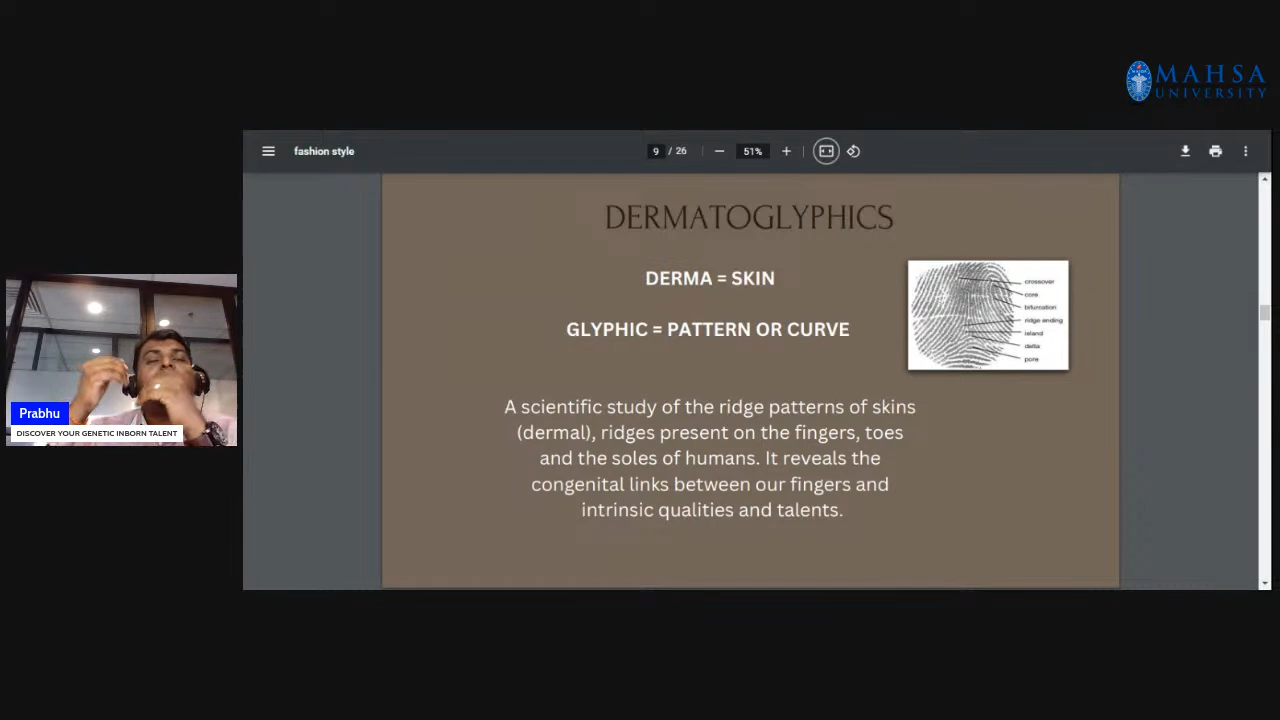 MAHSA
UNIVERSITY
fashion style
9 / 26
51%
DERMATOGLYPHICS
DERMA = SKIN
GLYPHIC = PATTERN OR CURVE
crossover
core
bifurcation
ridge ending
island
delta
pore
A scientific study of the ridge patterns of skins
(dermal), ridges present on the fingers, toes
and the soles of humans. It reveals the
congenital links between our fingers and
intrinsic qualities and talents.
Prabhu
DISCOVER YOUR GENETIC INBORN TALENT